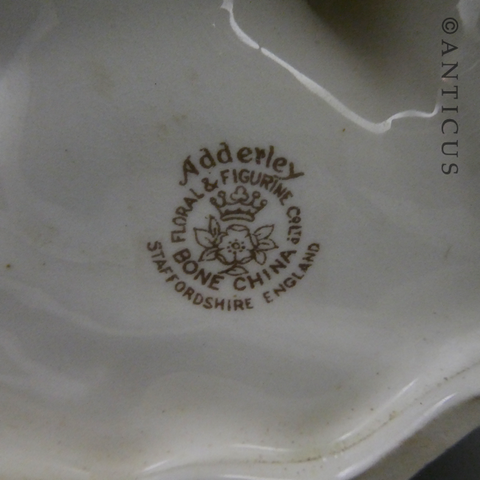 Adderley
FLORAL & FIGURINE CO LTD.
BONE CHINA
STAFFORDSHIRE ENGLAND
© ANTICUS